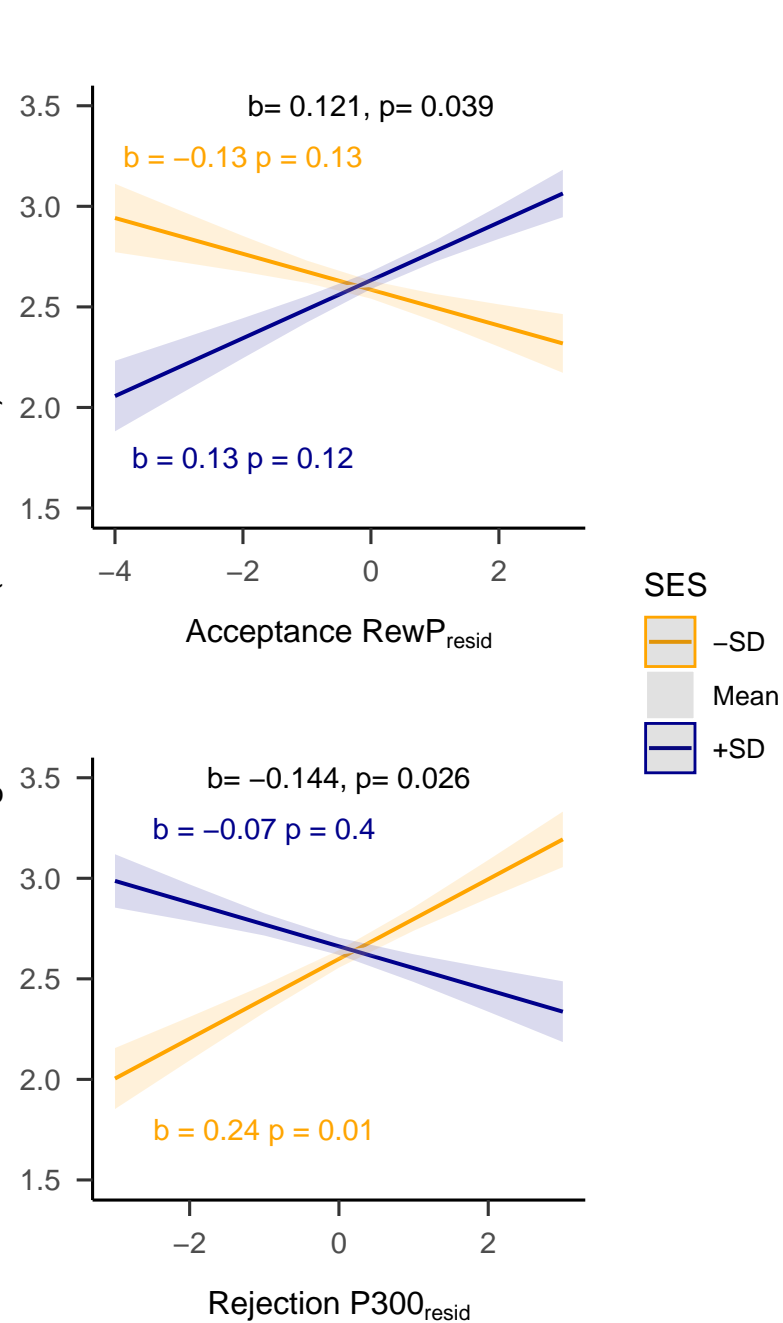 3.5
b= 0.121, p= 0.039
b = −0.13 p = 0.13
3.0
2.5
2.0
b = 0.13 p = 0.12
1.5
−4 −2 0 2
Acceptance RewPresid
SES
−SD
Mean
+SD
3.5
b= −0.144, p= 0.026
b = −0.07 p = 0.4
3.0
2.5
2.0
b = 0.24 p = 0.01
1.5
−2 0 2
Rejection P300resid